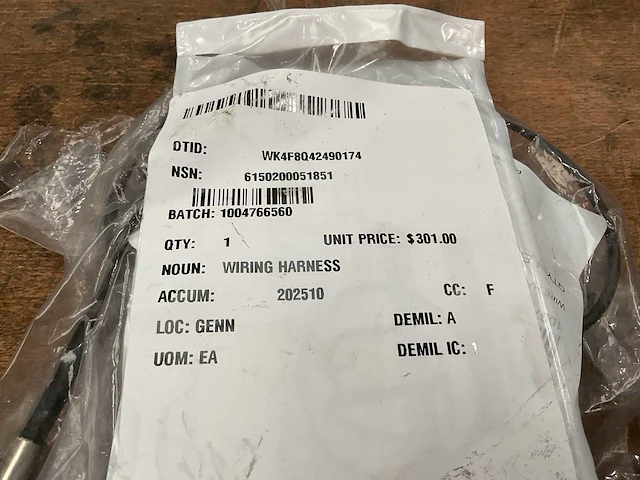 DTID: WK4F8Q42490174
NSN: 6150200051851
BATCH: 1004766560
QTY: 1 UNIT PRICE: $301.00
NOUN: WIRING HARNESS
ACCUM: 202510 CC: F
LOC: GENN DEMIL: A
UOM: EA DEMIL IC: 1